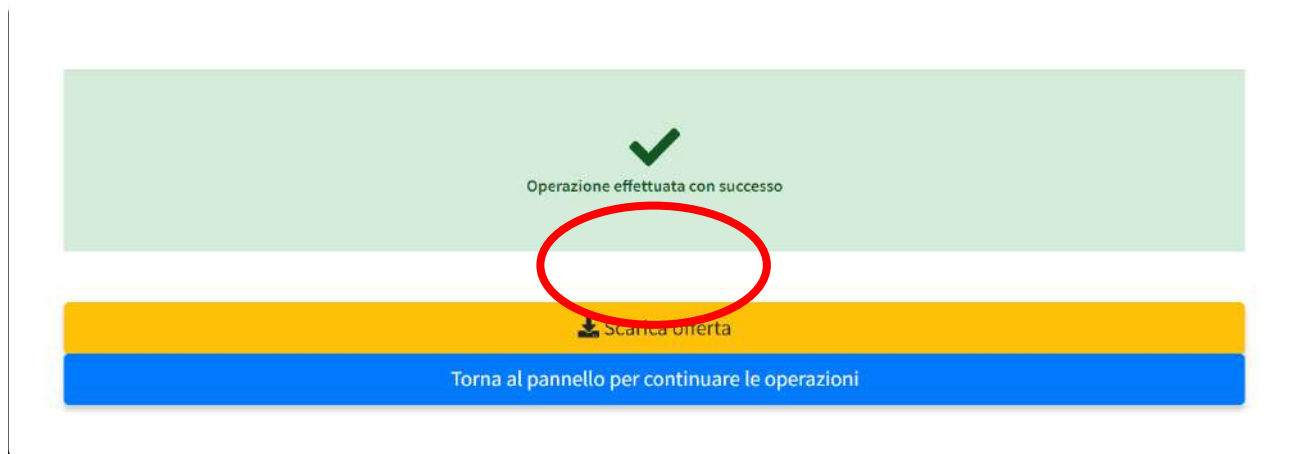 Operazione effettuata con successo
Scarica offerta
Torna al pannello per continuare le operazioni